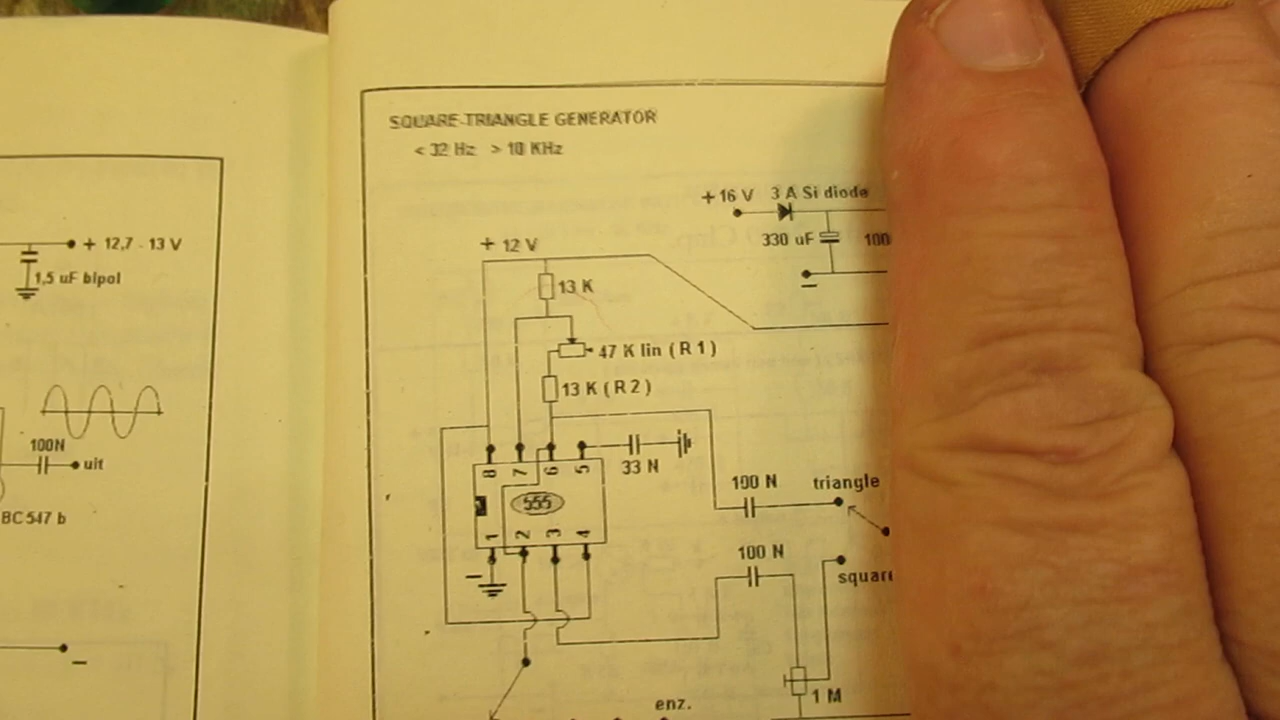 + 12,7 - 13 V
1,5 uF bipol
100N
uit
BC 547 b
SQUARE-TRIANGLE GENERATOR
< 32 Hz > 10 KHz
+ 16 V 3 A Si diode
330 uF 100
+ 12 V
13 K
47 K lin ( R 1 )
13 K ( R 2 )
8 7 6 5
33 N
555
1 2 3 4
100 N triangle
100 N
square
1 M
enz.